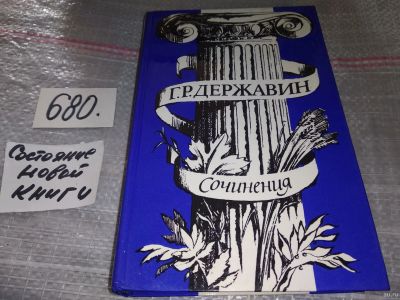 680.
Состояние
новой
книги
Г.Р.ДЕРЖАВИН
Сочинения